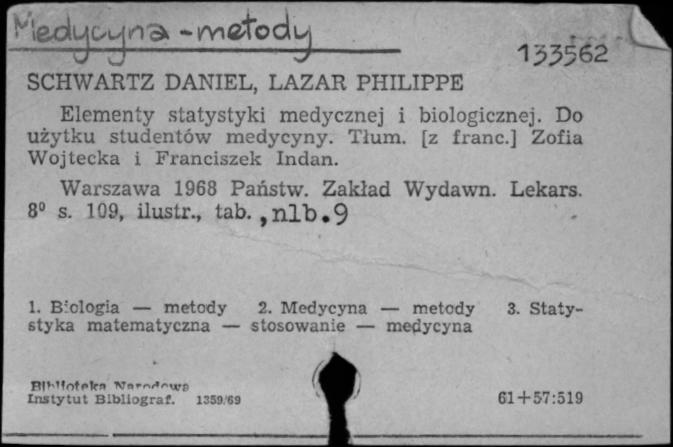 Medycyna - metody
133562
SCHWARTZ DANIEL, LAZAR PHILIPPE
Elementy statystyki medycznej i biologicznej. Do
użytku studentów medycyny. Tłum. [z franc.] Zofia
Wojtecka i Franciszek Indan.
Warszawa 1968 Państw. Zakład Wydawn. Lekars.
8⁰ s. 109, ilustr., tab. , nlb. 9
1. Biologia — metody 2. Medycyna — metody 3. Staty-
styka matematyczna — stosowanie — medycyna
Biblioteka Narodowa
Instytut Bibliograf. 1359/69
61+57:519